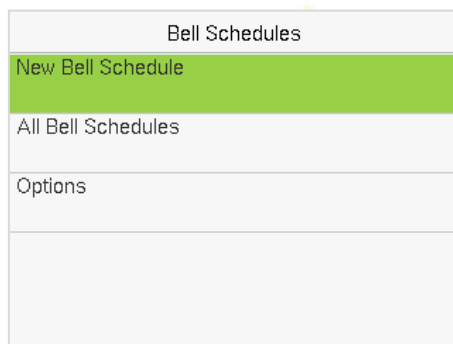 Bell Schedules
New Bell Schedule
All Bell Schedules
Options